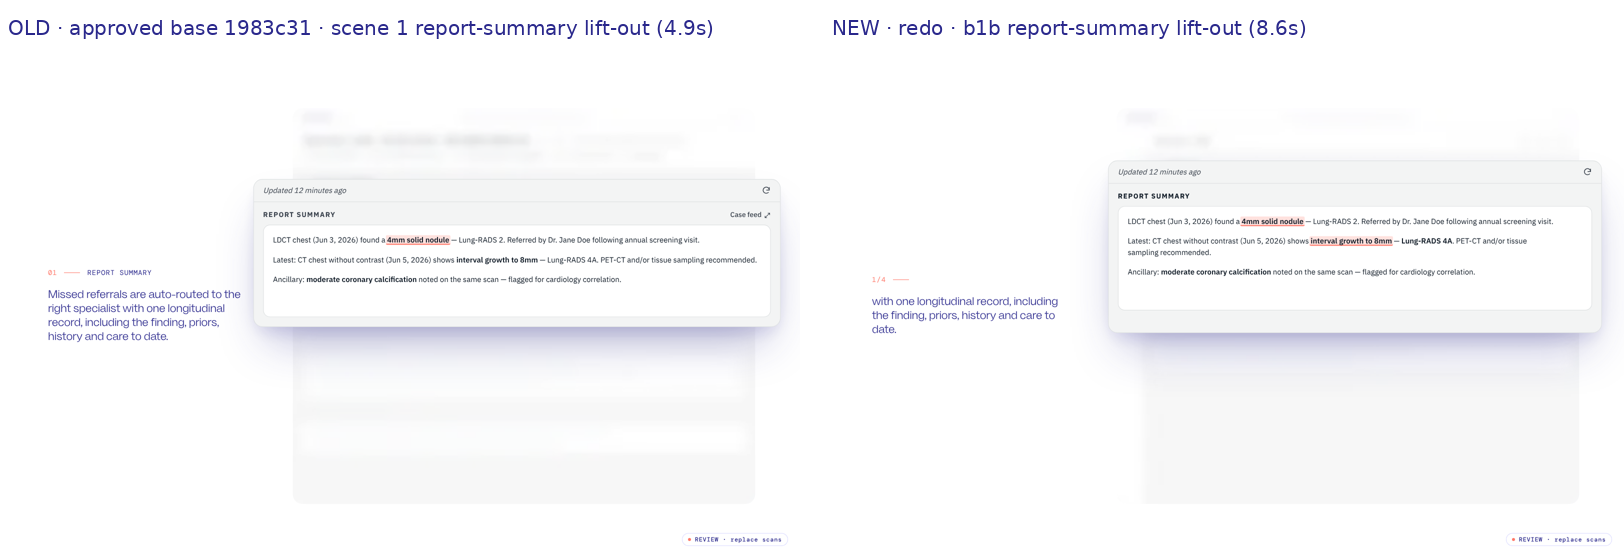 OLD · approved base 1983c31 · scene 1 report-summary lift-out (4.9s)
Updated 12 minutes ago
REPORT SUMMARY
Case feed
LDCT chest (Jun 3, 2026) found a 4mm solid nodule — Lung-RADS 2. Referred by Dr. Jane Doe following annual screening visit.
Latest: CT chest without contrast (Jun 5, 2026) shows interval growth to 8mm — Lung-RADS 4A. PET-CT and/or tissue sampling recommended.
Ancillary: moderate coronary calcification noted on the same scan — flagged for cardiology correlation.
01 — REPORT SUMMARY
Missed referrals are auto-routed to the
right specialist with one longitudinal
record, including the finding, priors,
history and care to date.
REVIEW · replace scans
NEW · redo · b1b report-summary lift-out (8.6s)
Updated 12 minutes ago
REPORT SUMMARY
LDCT chest (Jun 3, 2026) found a 4mm solid nodule — Lung-RADS 2. Referred by Dr. Jane Doe following annual screening visit.
Latest: CT chest without contrast (Jun 5, 2026) shows interval growth to 8mm — Lung-RADS 4A. PET-CT and/or tissue
sampling recommended.
Ancillary: moderate coronary calcification noted on the same scan — flagged for cardiology correlation.
1/4 —
with one longitudinal record, including
the finding, priors, history and care to
date.
REVIEW · replace scans